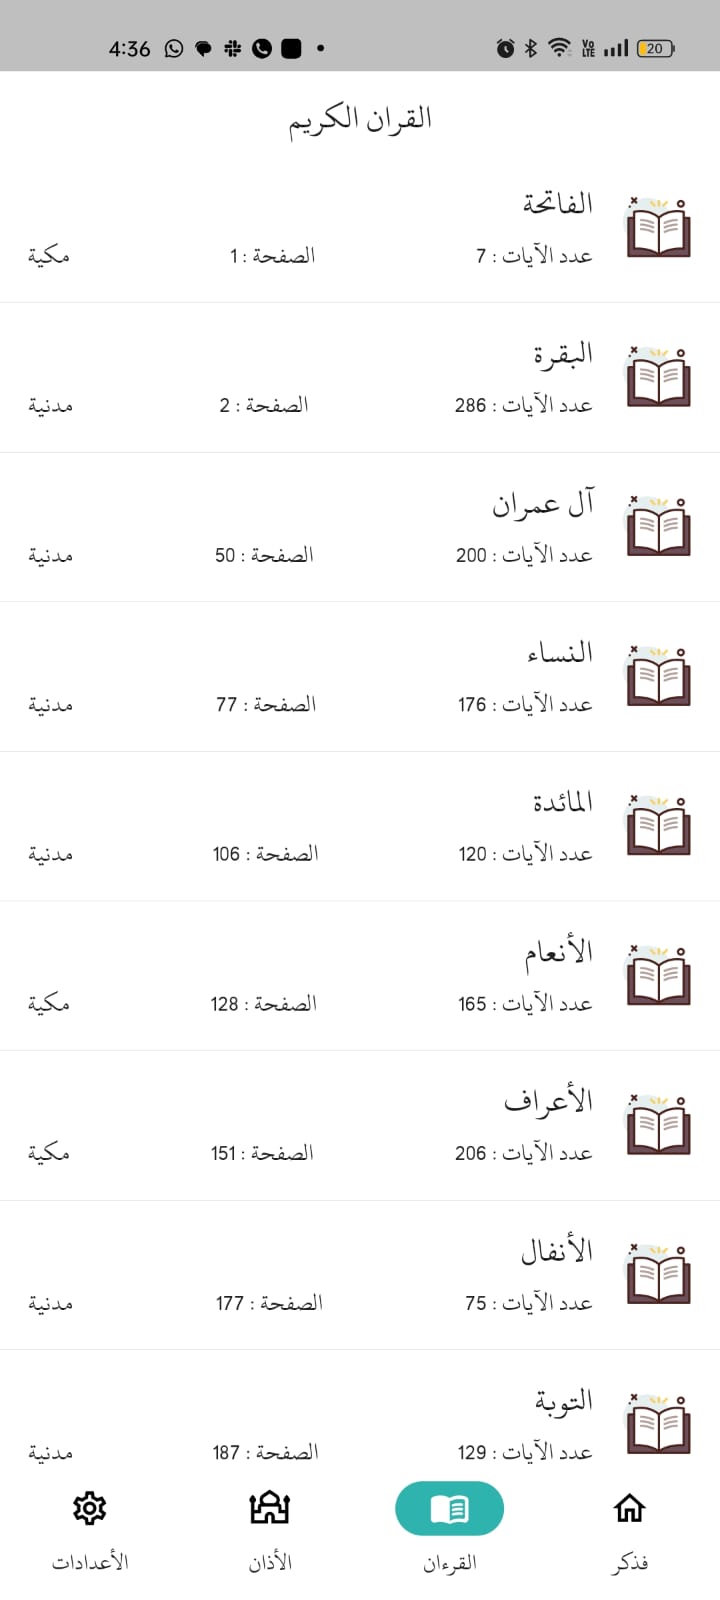 4:36
Vo LTE 20
القران الكريم
الفاتحة
عدد الآيات : 7 الصفحة : 1 مكية
البقرة
عدد الآيات : 286 الصفحة : 2 مدنية
آل عمران
عدد الآيات : 200 الصفحة : 50 مدنية
النساء
عدد الآيات : 176 الصفحة : 77 مدنية
المائدة
عدد الآيات : 120 الصفحة : 106 مدنية
الأنعام
عدد الآيات : 165 الصفحة : 128 مكية
الأعراف
عدد الآيات : 206 الصفحة : 151 مكية
الأنفال
عدد الآيات : 75 الصفحة : 177 مدنية
التوبة
عدد الآيات : 129 الصفحة : 187 مدنية
فذكر القرءان الأذان الأعدادات